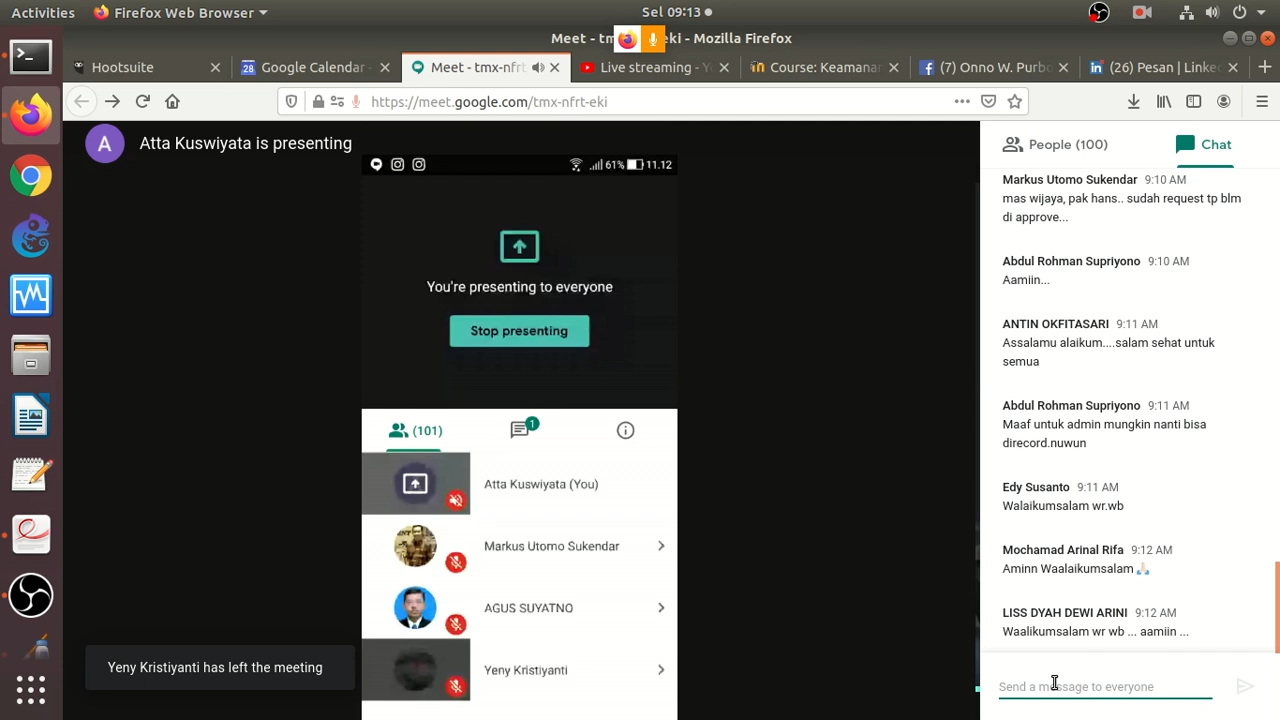 Activities
Firefox Web Browser
Sel 09:13
Meet - tmx-nfrt-eki - Mozilla Firefox
Hootsuite
Google Calendar -
Meet - tmx-nfrt
Live streaming - Y
Course: Keamanan
(7) Onno W. Purbo
(26) Pesan | Linke
https://meet.google.com/tmx-nfrt-eki
A
Atta Kuswiyata is presenting
61%
11.12
You're presenting to everyone
Stop presenting
(101)
1
Atta Kuswiyata (You)
Markus Utomo Sukendar
AGUS SUYATNO
Yeny Kristiyanti
Yeny Kristiyanti has left the meeting
People (100)
Chat
Markus Utomo Sukendar 9:10 AM
mas wijaya, pak hans.. sudah request tp blm
di approve...
Abdul Rohman Supriyono 9:10 AM
Aamiin...
ANTIN OKFITASARI 9:11 AM
Assalamu alaikum....salam sehat untuk
semua
Abdul Rohman Supriyono 9:11 AM
Maaf untuk admin mungkin nanti bisa
direcord.nuwun
Edy Susanto 9:11 AM
Walaikumsalam wr.wb
Mochamad Arinal Rifa 9:12 AM
Aminn Waalaikumsalam🙏🏻
LISS DYAH DEWI ARINI 9:12 AM
Waalikumsalam wr wb ... aamiin ...
Send a message to everyone